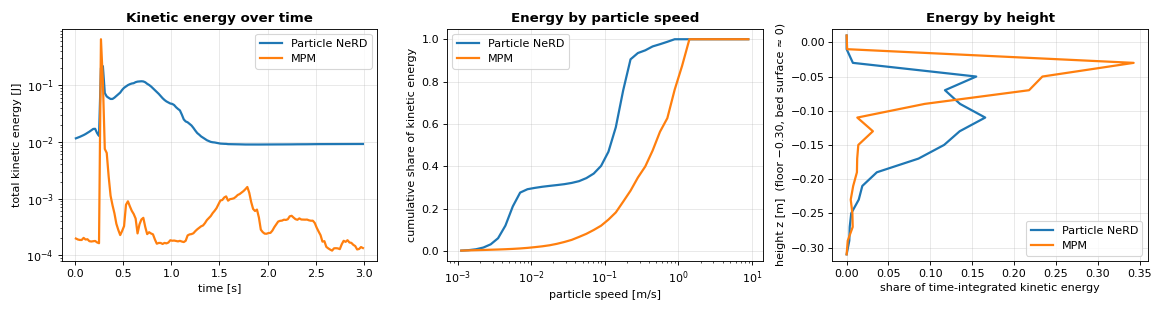 Kinetic energy over time
Particle NeRD
MPM
10⁻¹
10⁻²
10⁻³
10⁻⁴
total kinetic energy [J]
0.0 0.5 1.0 1.5 2.0 2.5 3.0
time [s]
Energy by particle speed
Particle NeRD
MPM
1.0
0.8
0.6
0.4
0.2
0.0
cumulative share of kinetic energy
10⁻³ 10⁻² 10⁻¹ 10⁰ 10¹
particle speed [m/s]
Energy by height
0.00
−0.05
−0.10
−0.15
−0.20
−0.25
−0.30
height z [m] (floor −0.30, bed surface ≈ 0)
Particle NeRD
MPM
0.00 0.05 0.10 0.15 0.20 0.25 0.30 0.35
share of time-integrated kinetic energy